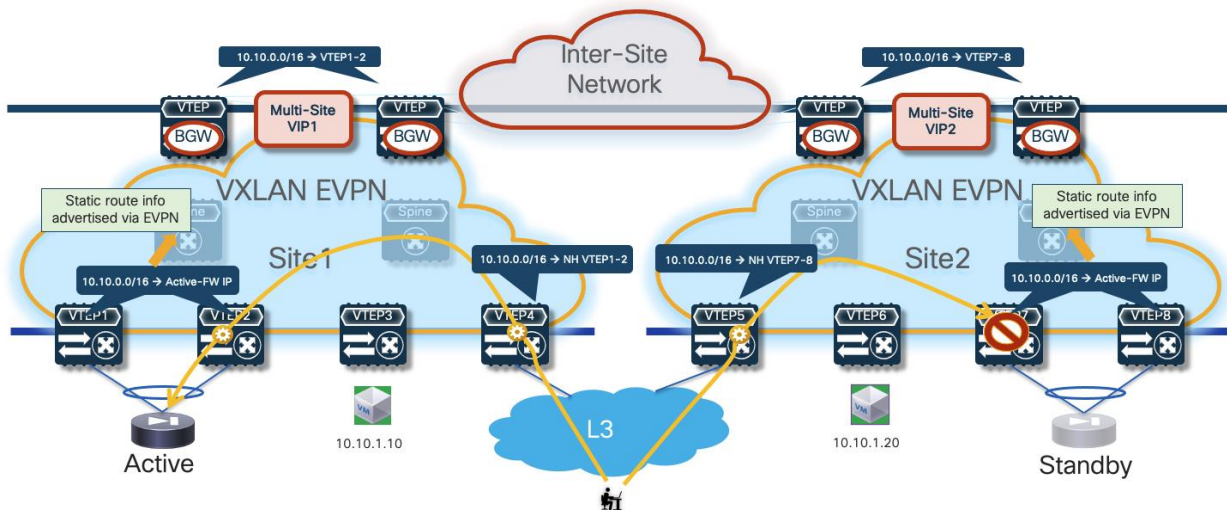 10.10.0.0/16 → VTEP1-2
Inter-Site
Network
10.10.0.0/16 → VTEP7-8
VTEP
BGW
Multi-Site
VIP1
VTEP
BGW
VTEP
BGW
Multi-Site
VIP2
VTEP
BGW
VXLAN EVPN
VXLAN EVPN
Static route info
advertised via EVPN
Spine
Spine
Static route info
advertised via EVPN
Site1
Site2
10.10.0.0/16 → Active-FW IP
10.10.0.0/16 → NH VTEP1-2
10.10.0.0/16 → NH VTEP7-8
10.10.0.0/16 → Active-FW IP
VTEP1
VTEP2
VTEP3
VTEP4
VTEP5
VTEP6
VTEP8
VM
10.10.1.10
L3
VM
10.10.1.20
Active
Standby